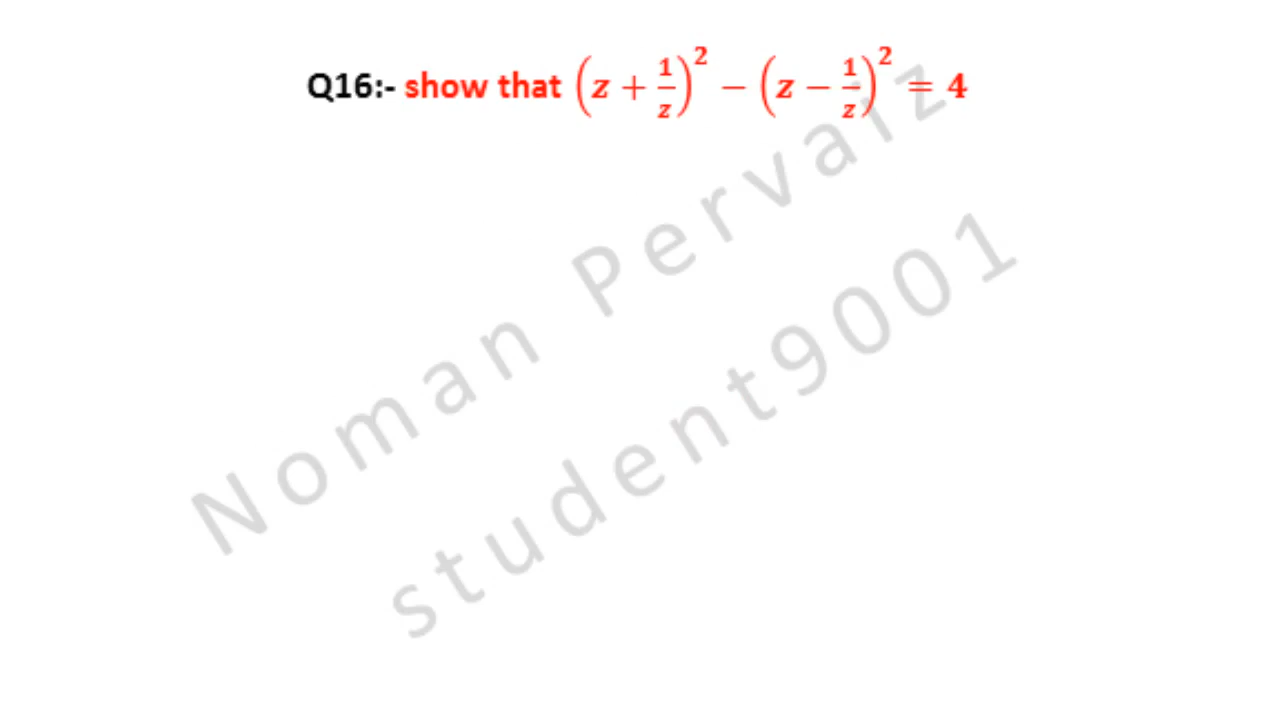 Q16:- show that (z + 1/z)² − (z − 1/z)² = 4
Noman Pervaiz
student9001